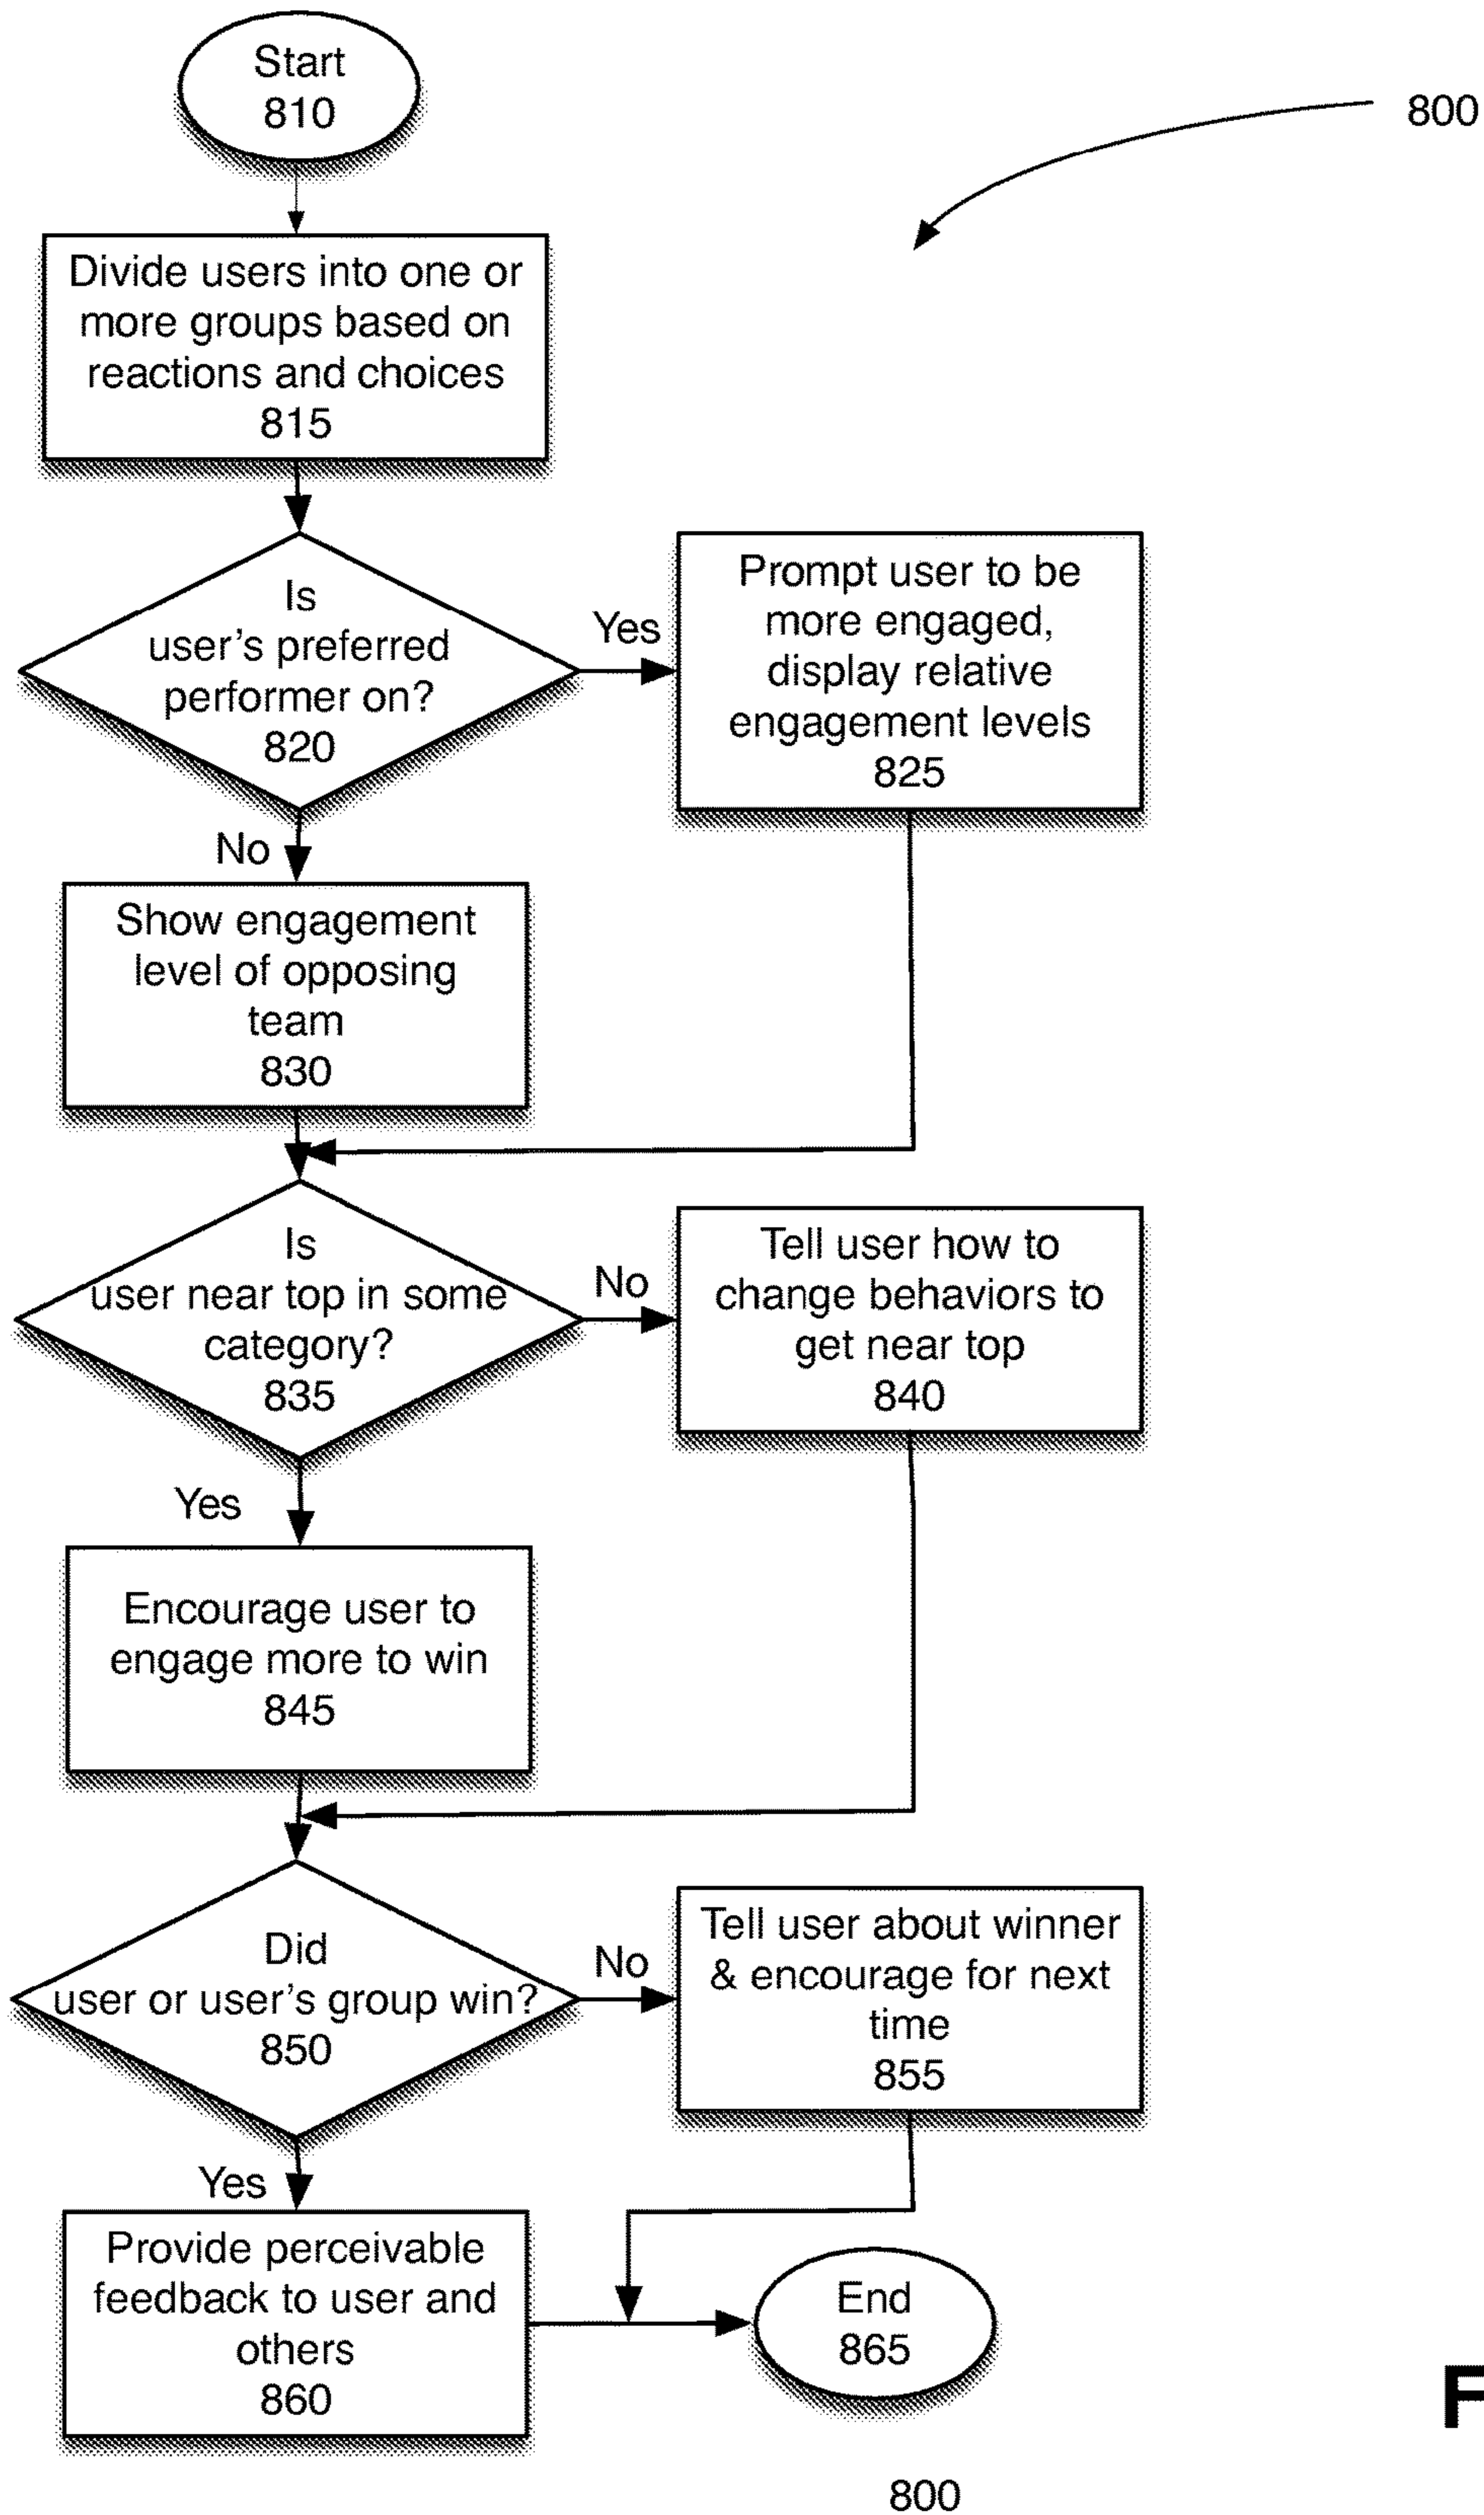 Start
810
800
Divide users into one or
more groups based on
reactions and choices
815
Is
user's preferred
performer on?
820
Yes
Prompt user to be
more engaged,
display relative
engagement levels
825
No
Show engagement
level of opposing
team
830
Is
user near top in some
category?
835
No
Tell user how to
change behaviors to
get near top
840
Yes
Encourage user to
engage more to win
845
Did
user or user's group win?
850
No
Tell user about winner
& encourage for next
time
855
Yes
Provide perceivable
feedback to user and
others
860
End
865
F
800